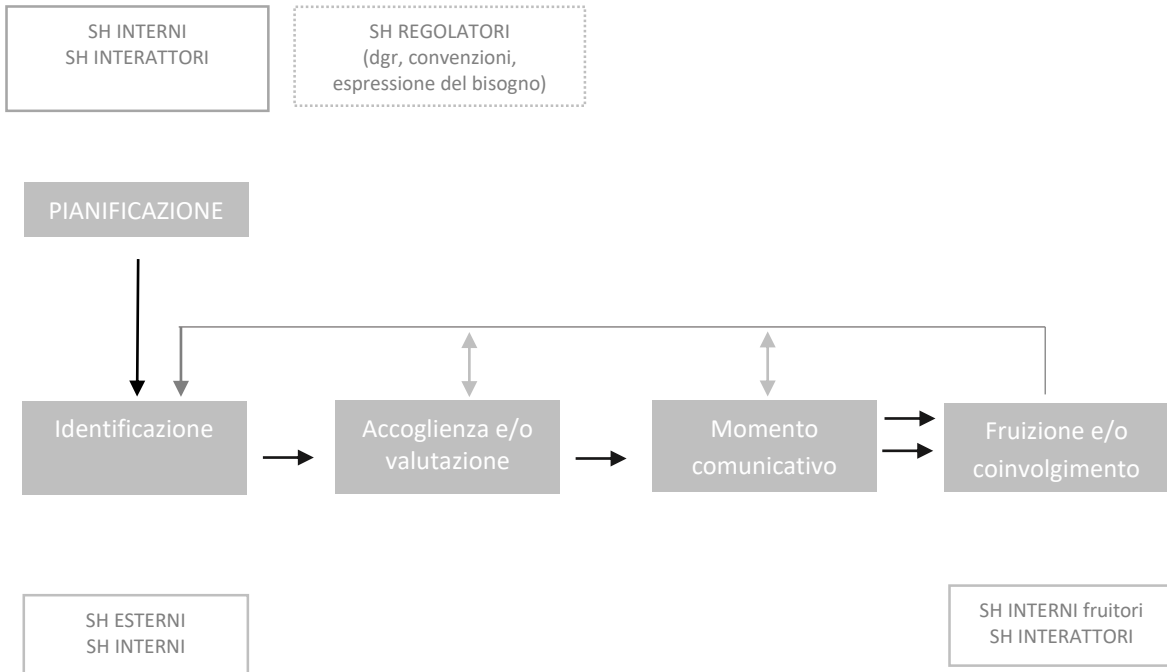 SH INTERNI
SH INTERATTORI
SH REGOLATORI
(dgr, convenzioni,
espressione del bisogno)
PIANIFICAZIONE
Identificazione
Accoglienza e/o
valutazione
Momento
comunicativo
Fruizione e/o
coinvolgimento
SH ESTERNI
SH INTERNI
SH INTERNI fruitori
SH INTERATTORI